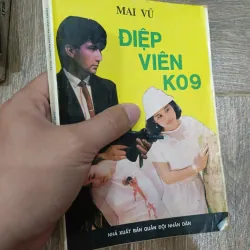 MAI VŨ
ĐIỆP
VIÊN
K09
NHÀ XUẤT BẢN QUÂN ĐỘI NHÂN DÂN